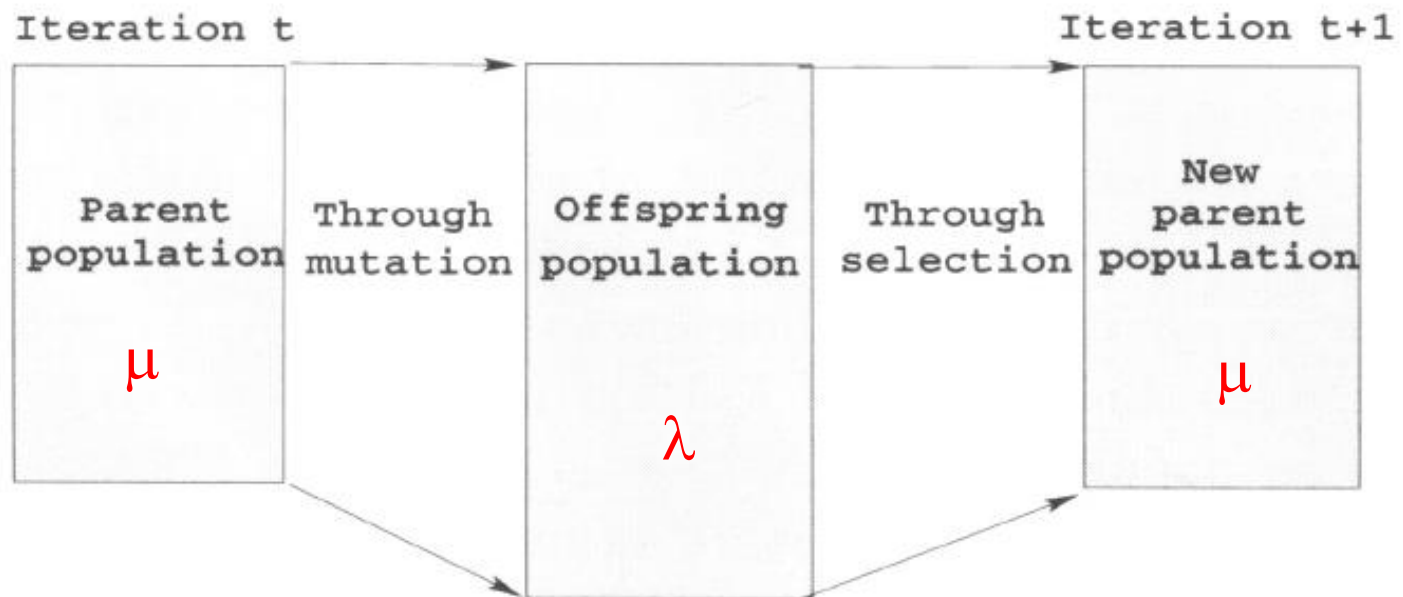 Iteration t
Iteration t+1
Parent
population
μ
Through
mutation
Offspring
population
λ
Through
selection
New
parent
population
μ